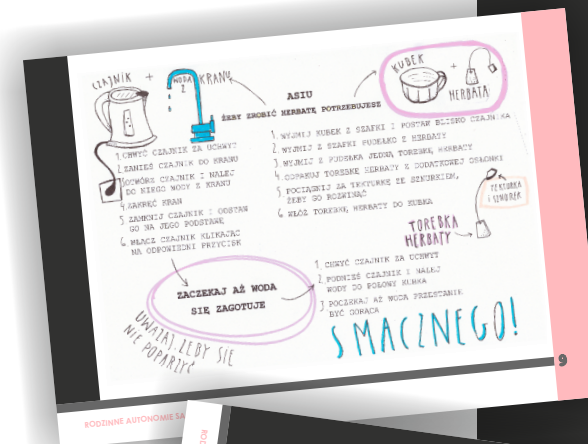 CZAJNIK + WODA Z KRANU
ASIU
ŻEBY ZROBIĆ HERBATĘ POTRZEBUJESZ
KUBEK
+
HERBATA
1. CHWYĆ CZAJNIK ZA UCHWYT
2. ZANIEŚ CZAJNIK DO KRANU
3. OTWÓRZ CZAJNIK I NALEJ
DO NIEGO WODY Z KRANU
4. ZAKRĘĆ KRAN
5. ZAMKNIJ CZAJNIK I ODSTAW
GO NA JEGO PODSTAWĘ
6. WŁĄCZ CZAJNIK KLIKAJĄC
NA ODPOWIEDNI PRZYCISK
1. WYJMIJ KUBEK Z SZAFKI I POSTAW BLISKO CZAJNIKA
2. WYJMIJ Z SZAFKI PUDEŁKO Z HERBATY
3. WYJMIJ Z PUDEŁKA JEDNĄ TOREBKĘ HERBATY
4. ODPAKUJ TOREBKĘ HERBATY Z DODATKOWEJ OSŁONKI
5. POCIĄGNIJ ZA TEKTURKĘ ZE SZNURKIEM,
ŻEBY GO ROZWINĄĆ
6. WŁÓŻ TOREBKĘ HERBATY DO KUBKA
TEKTURKA
I SZNUREK
TOREBKA
HERBATY
ZACZEKAJ AŻ WODA
SIĘ ZAGOTUJE
1. CHWYĆ CZAJNIK ZA UCHWYT
2. PODNIEŚ CZAJNIK I NALEJ
WODY DO POŁOWY KUBKA
3. POCZEKAJ AŻ WODA PRZESTANIE
BYĆ GORĄCA
UWAŻAJ, ŻEBY SIĘ
NIE POPARZYĆ
SMACZNEGO!
9
RODZINNE AUTONOMIE